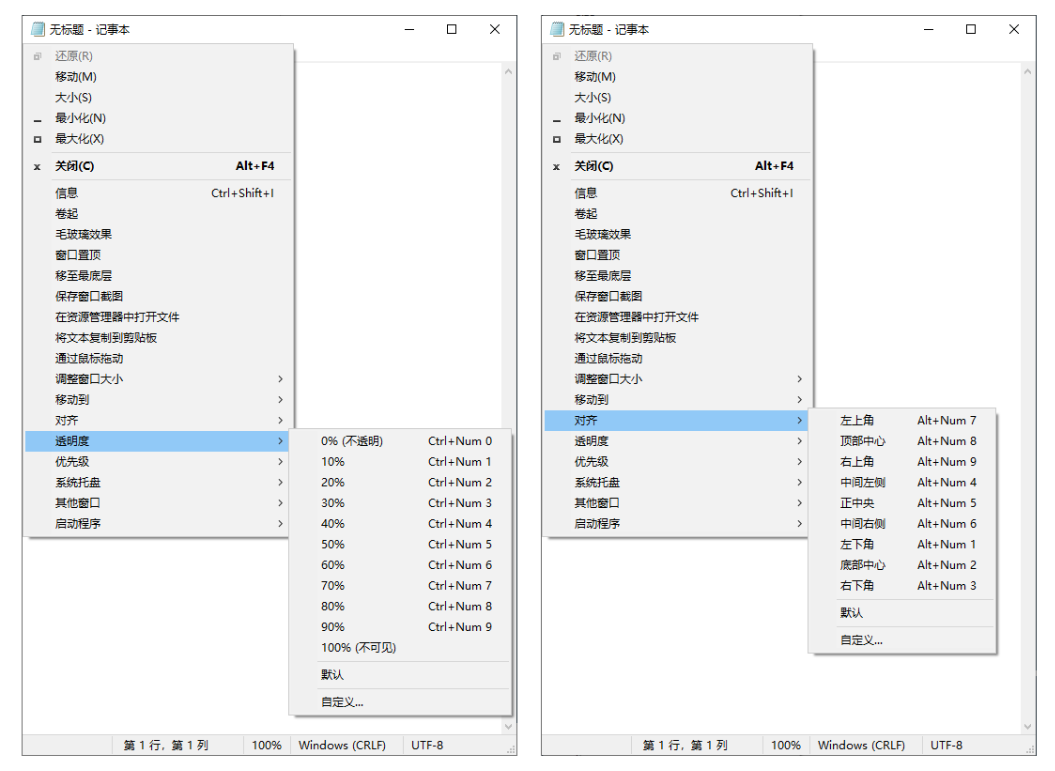 无标题 - 记事本
还原(R)
移动(M)
大小(S)
最小化(N)
最大化(X)
关闭(C) Alt+F4
信息 Ctrl+Shift+I
卷起
毛玻璃效果
窗口置顶
移至最底层
保存窗口截图
在资源管理器中打开文件
将文本复制到剪贴板
通过鼠标拖动
调整窗口大小
移动到
对齐
透明度
优先级
系统托盘
其他窗口
启动程序
0% (不透明) Ctrl+Num 0
10% Ctrl+Num 1
20% Ctrl+Num 2
30% Ctrl+Num 3
40% Ctrl+Num 4
50% Ctrl+Num 5
60% Ctrl+Num 6
70% Ctrl+Num 7
80% Ctrl+Num 8
90% Ctrl+Num 9
100% (不可见)
默认
自定义...
第 1 行, 第 1 列 100% Windows (CRLF) UTF-8
无标题 - 记事本
还原(R)
移动(M)
大小(S)
最小化(N)
最大化(X)
关闭(C) Alt+F4
信息 Ctrl+Shift+I
卷起
毛玻璃效果
窗口置顶
移至最底层
保存窗口截图
在资源管理器中打开文件
将文本复制到剪贴板
通过鼠标拖动
调整窗口大小
移动到
对齐
透明度
优先级
系统托盘
其他窗口
启动程序
左上角 Alt+Num 7
顶部中心 Alt+Num 8
右上角 Alt+Num 9
中间左侧 Alt+Num 4
正中央 Alt+Num 5
中间右侧 Alt+Num 6
左下角 Alt+Num 1
底部中心 Alt+Num 2
右下角 Alt+Num 3
默认
自定义...
第 1 行, 第 1 列 100% Windows (CRLF) UTF-8